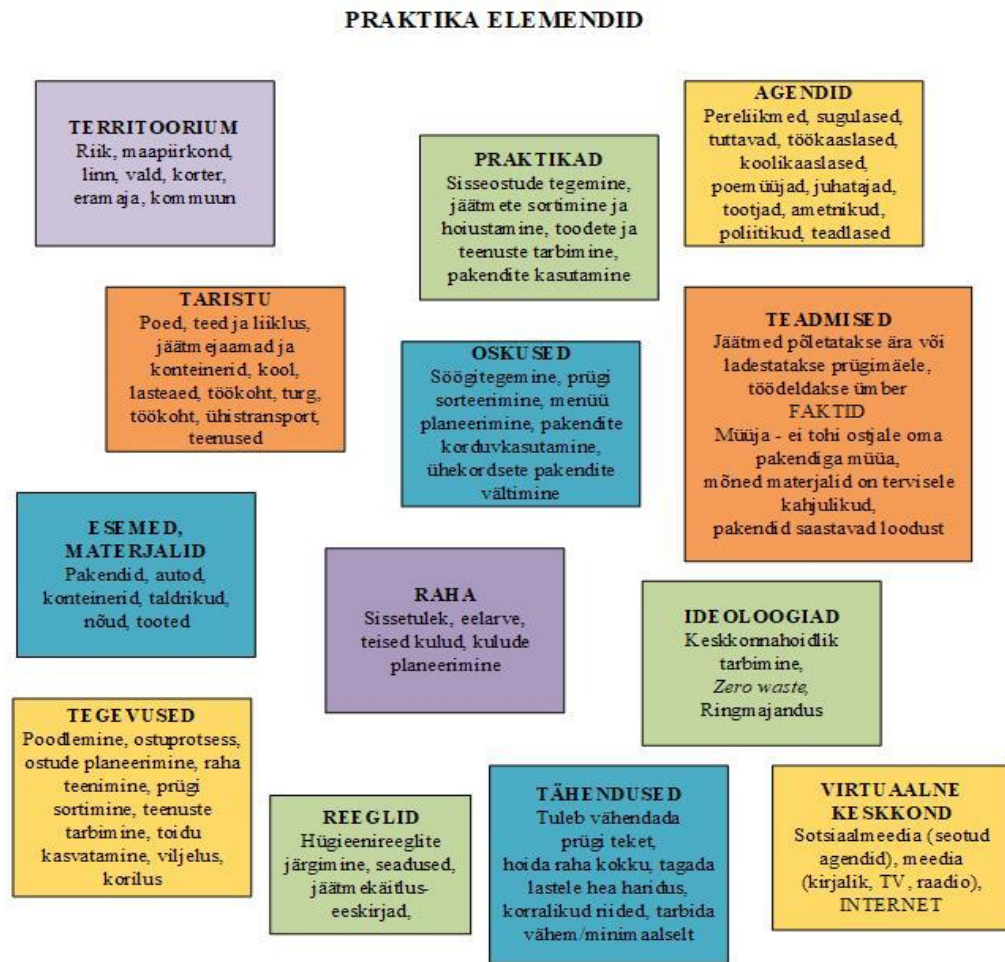 PRAKTIKA ELEMENDID
TERRITOORIUM
Riik, maapiirkond,
linn, vald, korter,
eramaja, kommuun
PRAKTIKAD
Sisseostude tegemine,
jäätmete sortimine ja
hoiustamine, toodete ja
teenuste tarbimine,
pakendite kasutamine
AGENDID
Pereliikmed, sugulased,
tuttavad, töökaaslased,
koolikaaslased,
poemüüjad, juhatajad,
tootjad, ametnikud,
poliitikud, teadlased
TARISTU
Poed, teed ja liiklus,
jäätmejaamad ja
konteinerid, kool,
lasteaed, töökoht, turg,
töökoht, ühistransport,
teenused
OSKUSED
Söögitegemine, prügi
sorteerimine, menüü
planeerimine, pakendite
korduvkasutamine,
ühekordsete pakendite
vältimine
TEADMISED
Jäätmed põletatakse ära või
ladestatakse prügimäele,
töödeldakse ümber
FAKTID
Müüja - ei tohi ostjale oma
pakendiga müüa,
mõned materjalid on tervisele
kahjulikud,
pakendid saastavad loodust
ESEMED,
MATERJALID
Pakendid, autod,
konteinerid, taldrikud,
nõud, tooted
RAHA
Sissetulek, eelarve,
teised kulud, kulude
planeerimine
IDEOLOOGIAD
Keskkonnahoidlik
tarbimine,
Zero waste,
Ringmajandus
TEGEVUSED
Poodlemine, ostuprotsess,
ostude planeerimine, raha
teenimine, prügi
sortimine, teenuste
tarbimine, toidu
kasvatamine, viljelus,
korilus
REEGLID
Hügieenireeglite
järgimine, seadused,
jäätmekäitlus-
eeskirjad,
TÄHENDUSED
Tuleb vähendada
prügi teket,
hoida raha kokku, tagada
lastele hea haridus,
korralikud riided, tarbida
vähem/minimaalselt
VIRTUAALNE
KESKKOND
Sotsiaalmeedia (seotud
agendid), meedia
(kirjalik, TV, raadio),
INTERNET